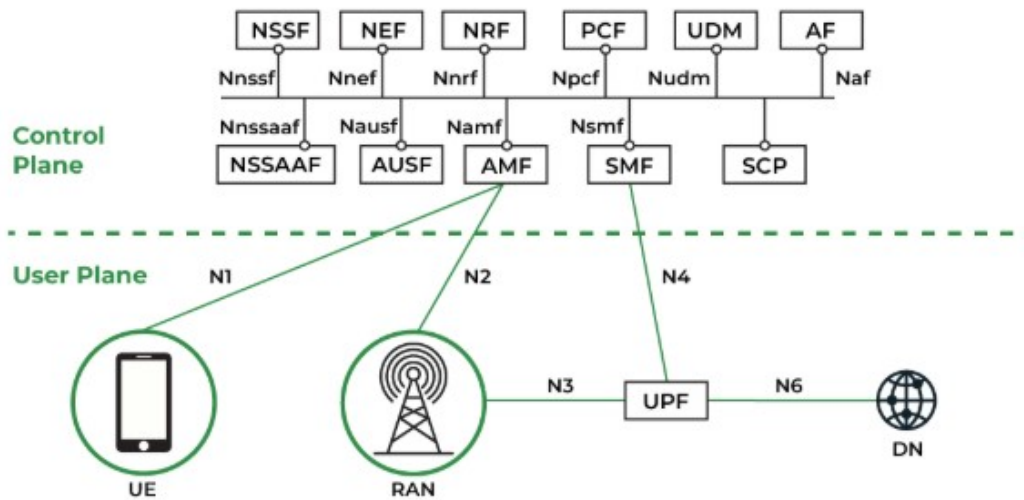 NSSF NEF NRF PCF UDM AF
Nnssf Nnef Nnrf Npcf Nudm Naf
Control
Plane
Nnssaaf Nausf Namf Nsmf
NSSAAF AUSF AMF SMF SCP
User Plane N1 N2 N4
N3 N6
UPF
DN
UE RAN